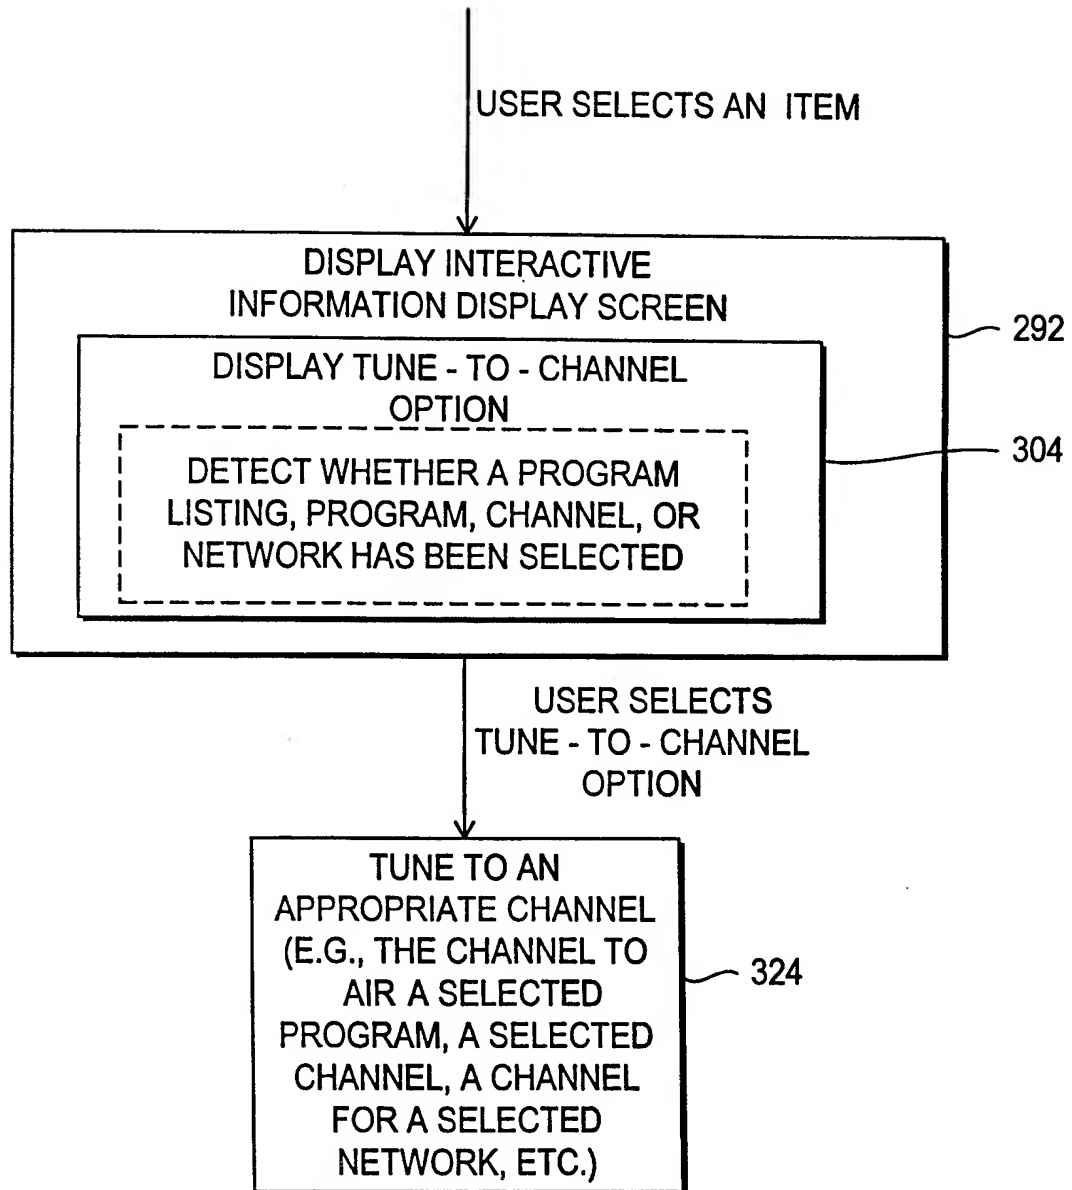 USER SELECTS AN ITEM
DISPLAY INTERACTIVE
INFORMATION DISPLAY SCREEN
292
DISPLAY TUNE - TO - CHANNEL
OPTION
304
DETECT WHETHER A PROGRAM
LISTING, PROGRAM, CHANNEL, OR
NETWORK HAS BEEN SELECTED
USER SELECTS
TUNE - TO - CHANNEL
OPTION
TUNE TO AN
APPROPRIATE CHANNEL
(E.G., THE CHANNEL TO
AIR A SELECTED
PROGRAM, A SELECTED
CHANNEL, A CHANNEL
FOR A SELECTED
NETWORK, ETC.)
324